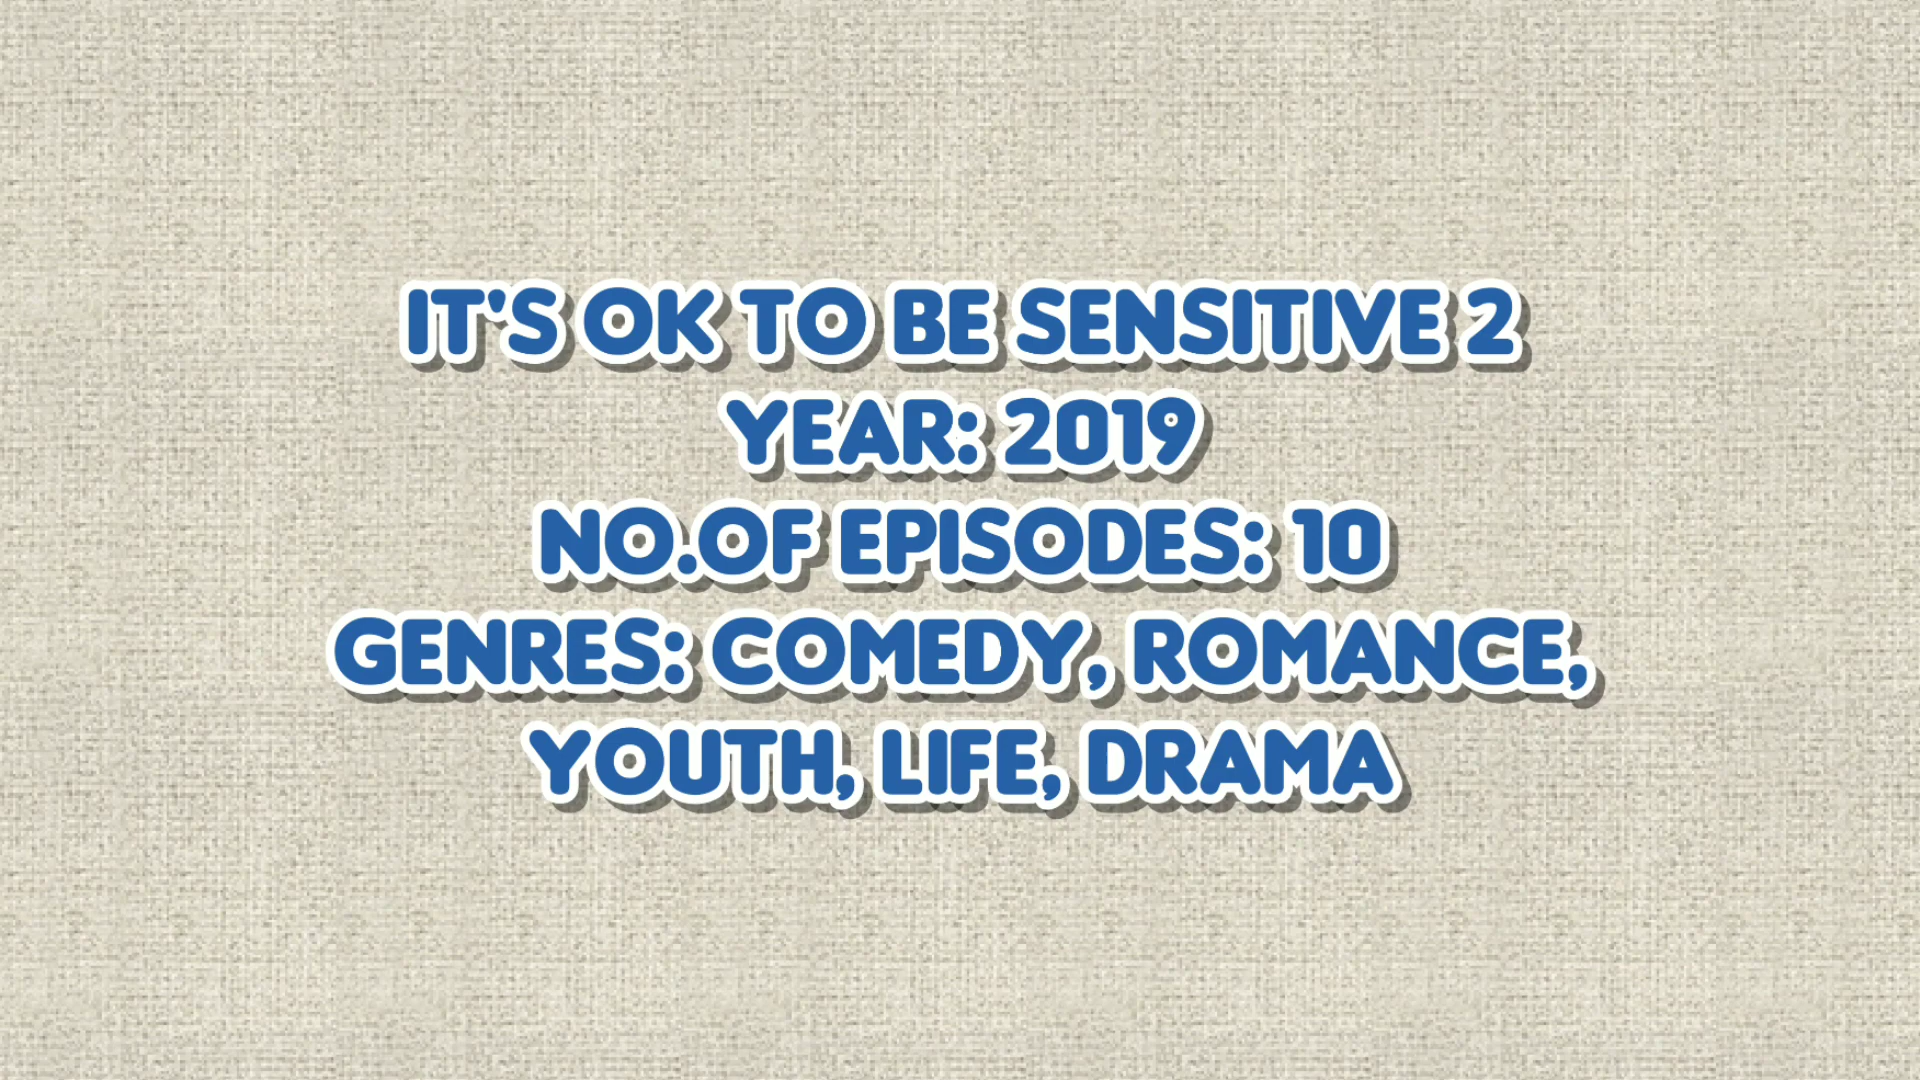 IT'S OK TO BE SENSITIVE 2
YEAR: 2019
NO.OF EPISODES: 10
GENRES: COMEDY, ROMANCE,
YOUTH, LIFE, DRAMA